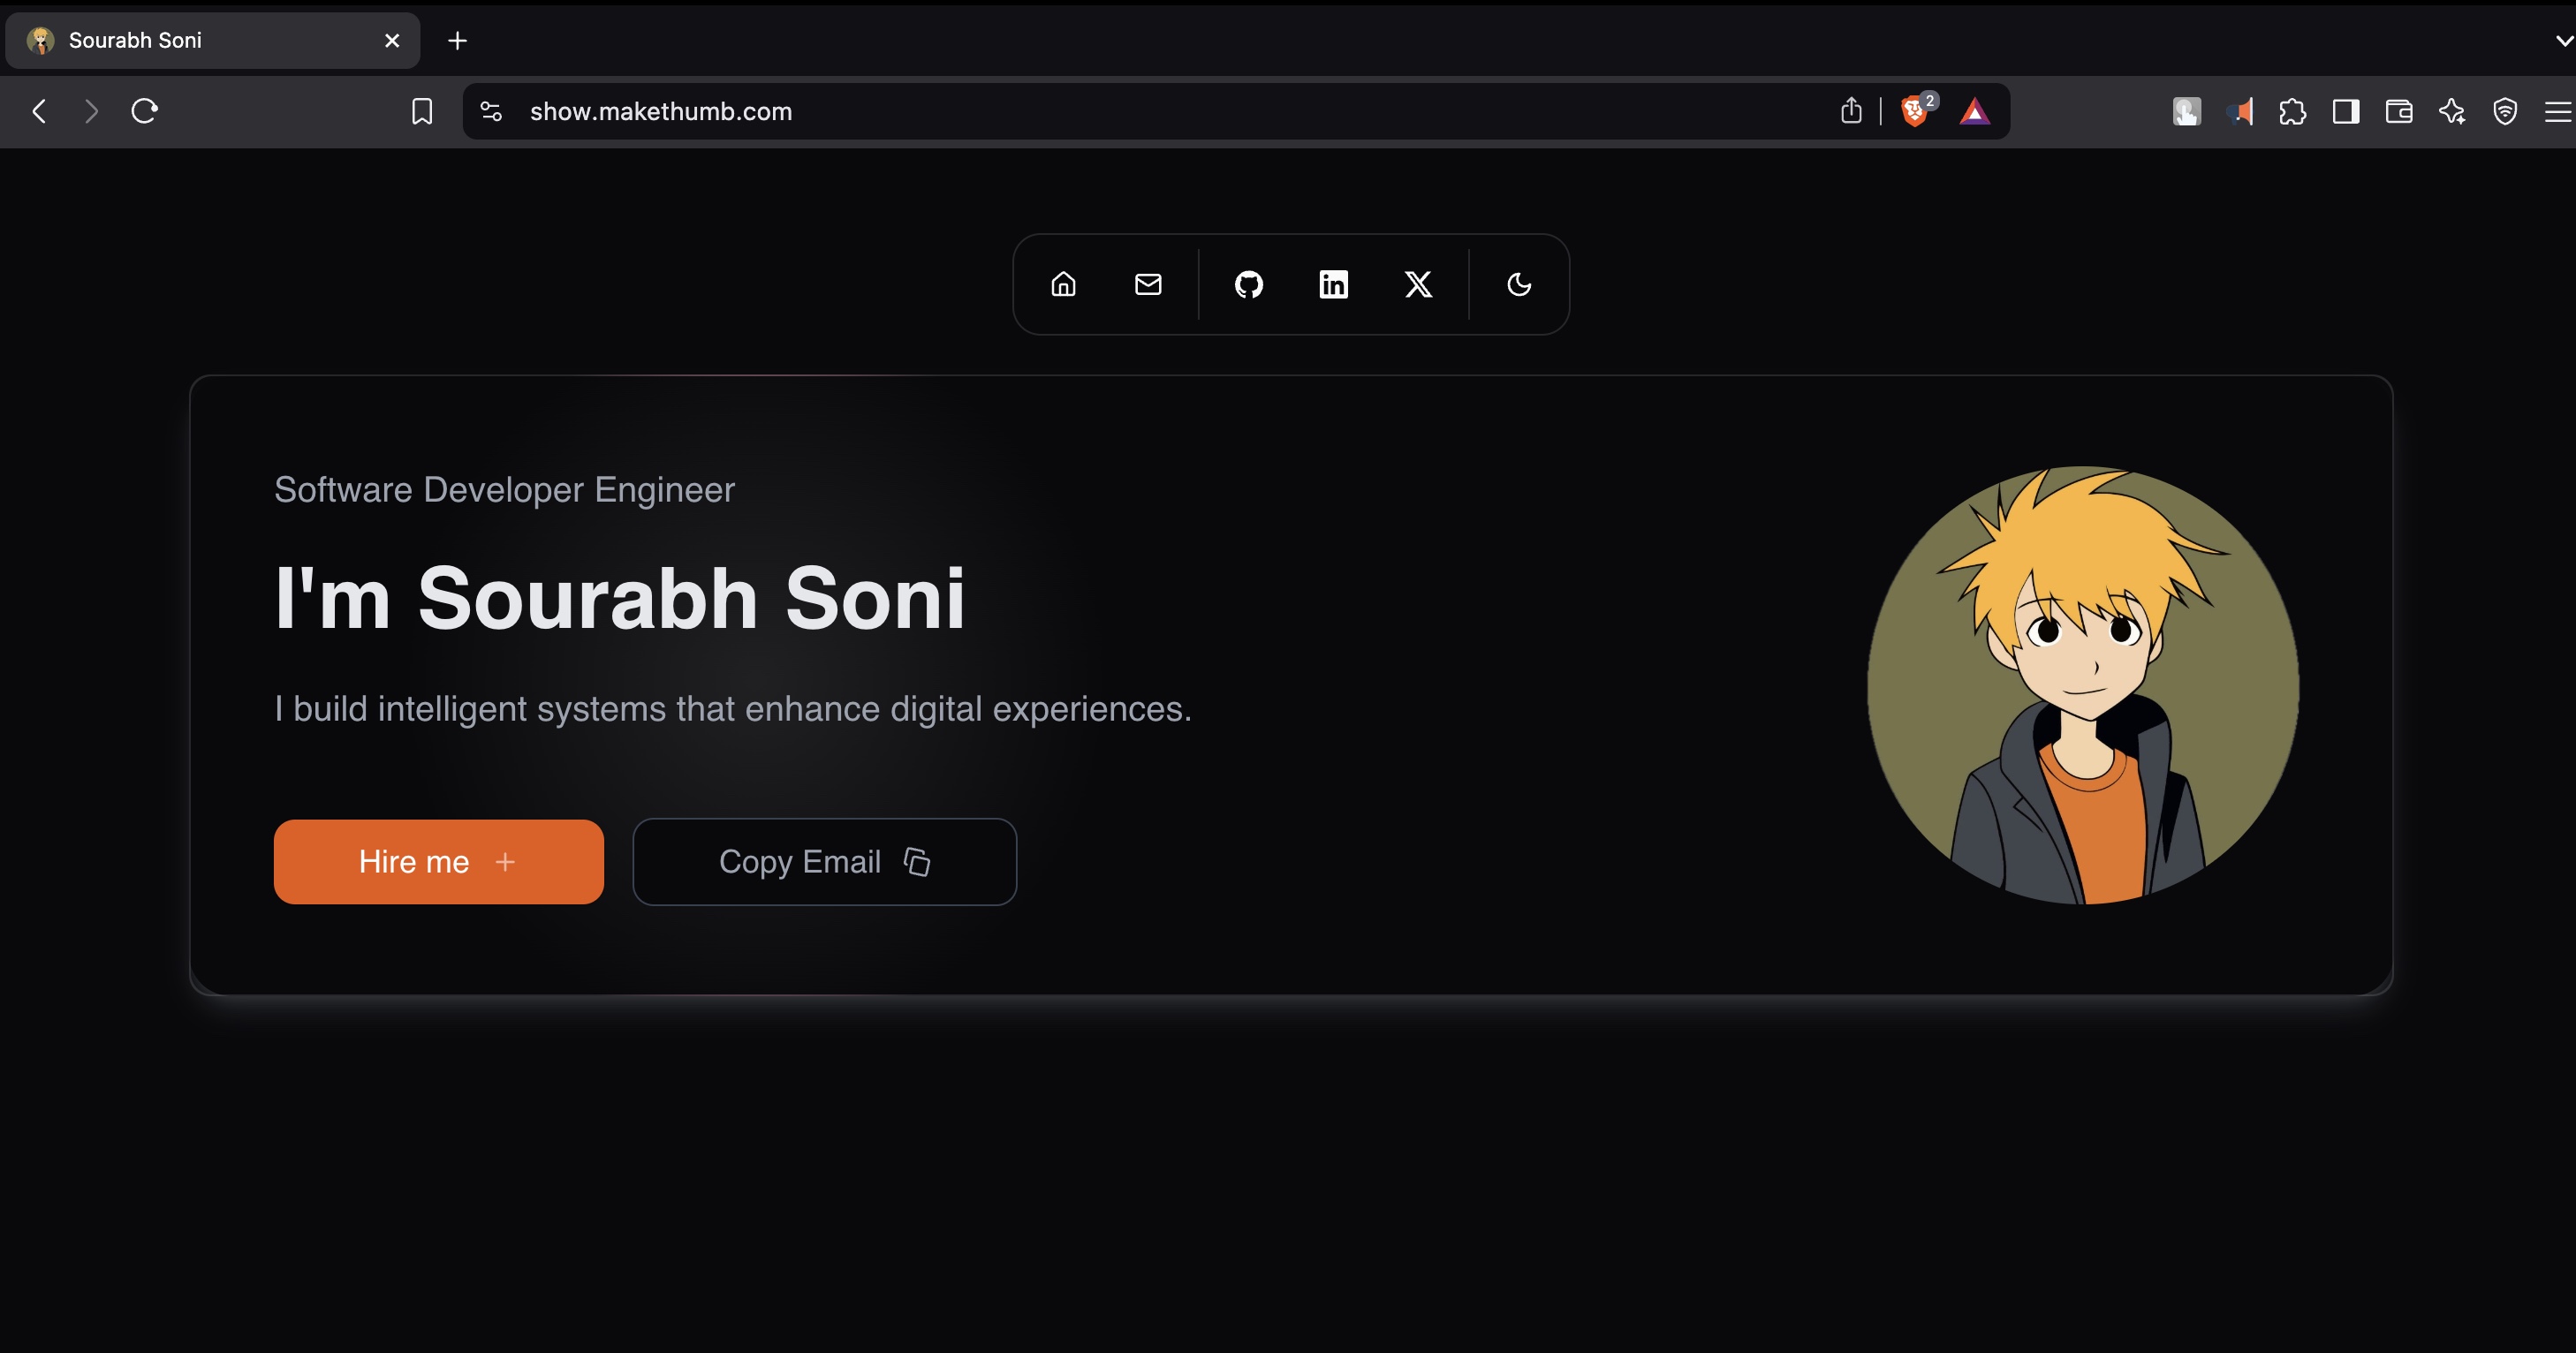 Sourabh Soni
show.makethumb.com
2
Software Developer Engineer
I'm Sourabh Soni
I build intelligent systems that enhance digital experiences.
Hire me +
Copy Email